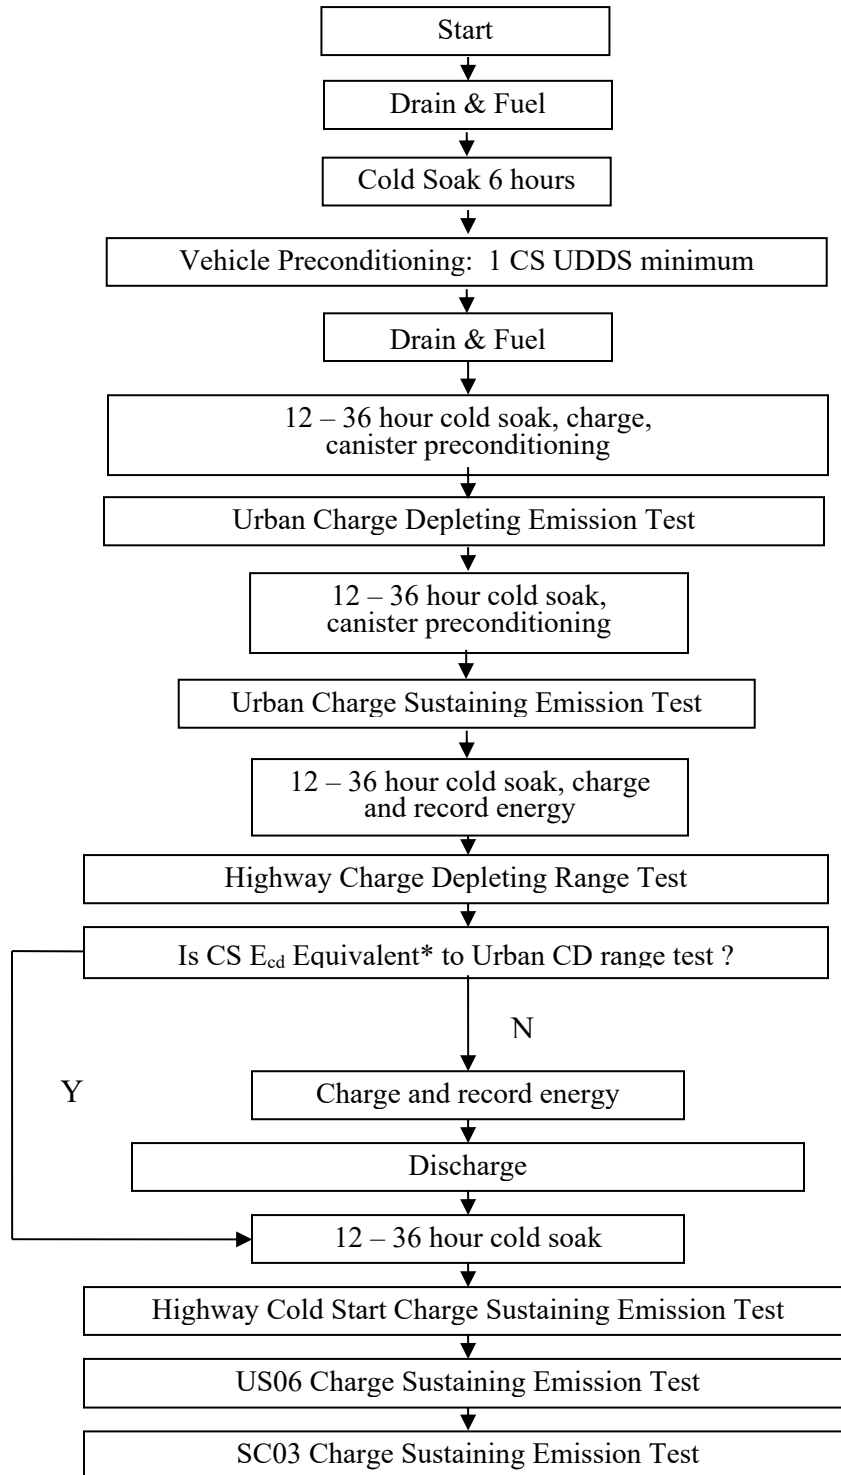 Start
Drain & Fuel
Cold Soak 6 hours
Vehicle Preconditioning:  1 CS UDDS minimum
Drain & Fuel
12 – 36 hour cold soak, charge,
canister preconditioning
Urban Charge Depleting Emission Test
12 – 36 hour cold soak,
canister preconditioning
Urban Charge Sustaining Emission Test
12 – 36 hour cold soak, charge
and record energy
Highway Charge Depleting Range Test
Is CS Ecd Equivalent* to Urban CD range test ?
N
Y
Charge and record energy
Discharge
12 – 36 hour cold soak
Highway Cold Start Charge Sustaining Emission Test
US06 Charge Sustaining Emission Test
SC03 Charge Sustaining Emission Test